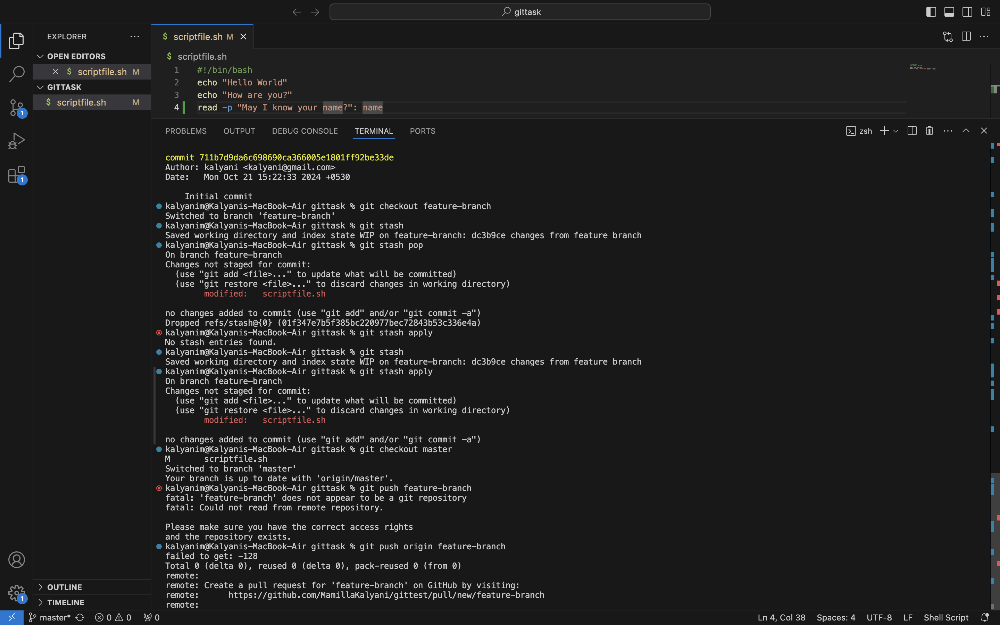 gittask
EXPLORER
OPEN EDITORS
$ scriptfile.sh M
GITTASK
$ scriptfile.sh M
OUTLINE
TIMELINE
1
1
1
$ scriptfile.sh M
$ scriptfile.sh
1 #!/bin/bash
2 echo "Hello World"
3 echo "How are you?"
4 read -p "May I know your name?": name
PROBLEMS OUTPUT DEBUG CONSOLE TERMINAL PORTS
zsh
commit 711b7d9da6c698690ca366005e1801ff92be33de
Author: kalyani <kalyani@gmail.com>
Date:   Mon Oct 21 15:22:33 2024 +0530
Initial commit
kalyanim@Kalyanis-MacBook-Air gittask % git checkout feature-branch
Switched to branch 'feature-branch'
kalyanim@Kalyanis-MacBook-Air gittask % git stash
Saved working directory and index state WIP on feature-branch: dc3b9ce changes from feature branch
kalyanim@Kalyanis-MacBook-Air gittask % git stash pop
On branch feature-branch
Changes not staged for commit:
(use "git add <file>..." to update what will be committed)
(use "git restore <file>..." to discard changes in working directory)
modified:   scriptfile.sh
no changes added to commit (use "git add" and/or "git commit -a")
Dropped refs/stash@{0} (01f347e7b5f385bc220977bec72843b53c336e4a)
kalyanim@Kalyanis-MacBook-Air gittask % git stash apply
No stash entries found.
kalyanim@Kalyanis-MacBook-Air gittask % git stash
Saved working directory and index state WIP on feature-branch: dc3b9ce changes from feature branch
kalyanim@Kalyanis-MacBook-Air gittask % git stash apply
On branch feature-branch
Changes not staged for commit:
(use "git add <file>..." to update what will be committed)
(use "git restore <file>..." to discard changes in working directory)
modified:   scriptfile.sh
no changes added to commit (use "git add" and/or "git commit -a")
kalyanim@Kalyanis-MacBook-Air gittask % git checkout master
M       scriptfile.sh
Switched to branch 'master'
Your branch is up to date with 'origin/master'.
kalyanim@Kalyanis-MacBook-Air gittask % git push feature-branch
fatal: 'feature-branch' does not appear to be a git repository
fatal: Could not read from remote repository.
Please make sure you have the correct access rights
and the repository exists.
kalyanim@Kalyanis-MacBook-Air gittask % git push origin feature-branch
failed to get: -128
Total 0 (delta 0), reused 0 (delta 0), pack-reused 0 (from 0)
remote:
remote: Create a pull request for 'feature-branch' on GitHub by visiting:
remote:      https://github.com/MamillaKalyani/gittest/pull/new/feature-branch
remote:
master* 0 0 0 Ln 4, Col 38 Spaces: 4 UTF-8 LF Shell Script